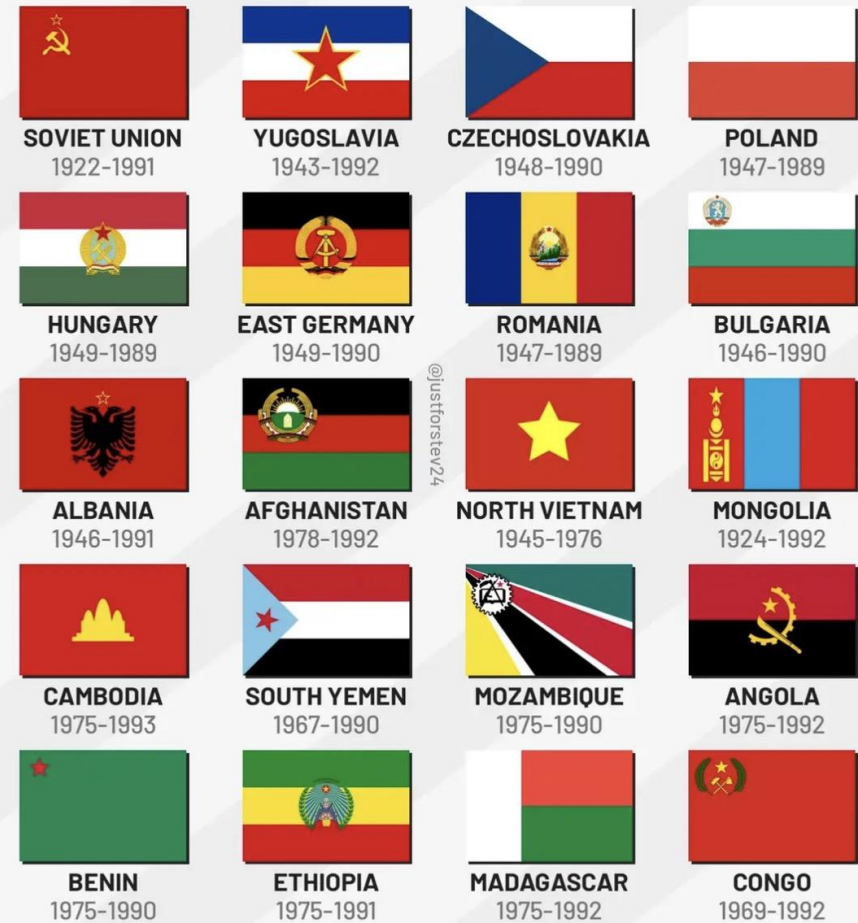 SOVIET UNION
1922-1991
YUGOSLAVIA
1943-1992
CZECHOSLOVAKIA
1948-1990
POLAND
1947-1989
HUNGARY
1949-1989
EAST GERMANY
1949-1990
ROMANIA
1947-1989
BULGARIA
1946-1990
@justforstev24
ALBANIA
1946-1991
AFGHANISTAN
1978-1992
NORTH VIETNAM
1945-1976
MONGOLIA
1924-1992
CAMBODIA
1975-1993
SOUTH YEMEN
1967-1990
MOZAMBIQUE
1975-1990
ANGOLA
1975-1992
BENIN
1975-1990
ETHIOPIA
1975-1991
MADAGASCAR
1975-1992
CONGO
1969-1992